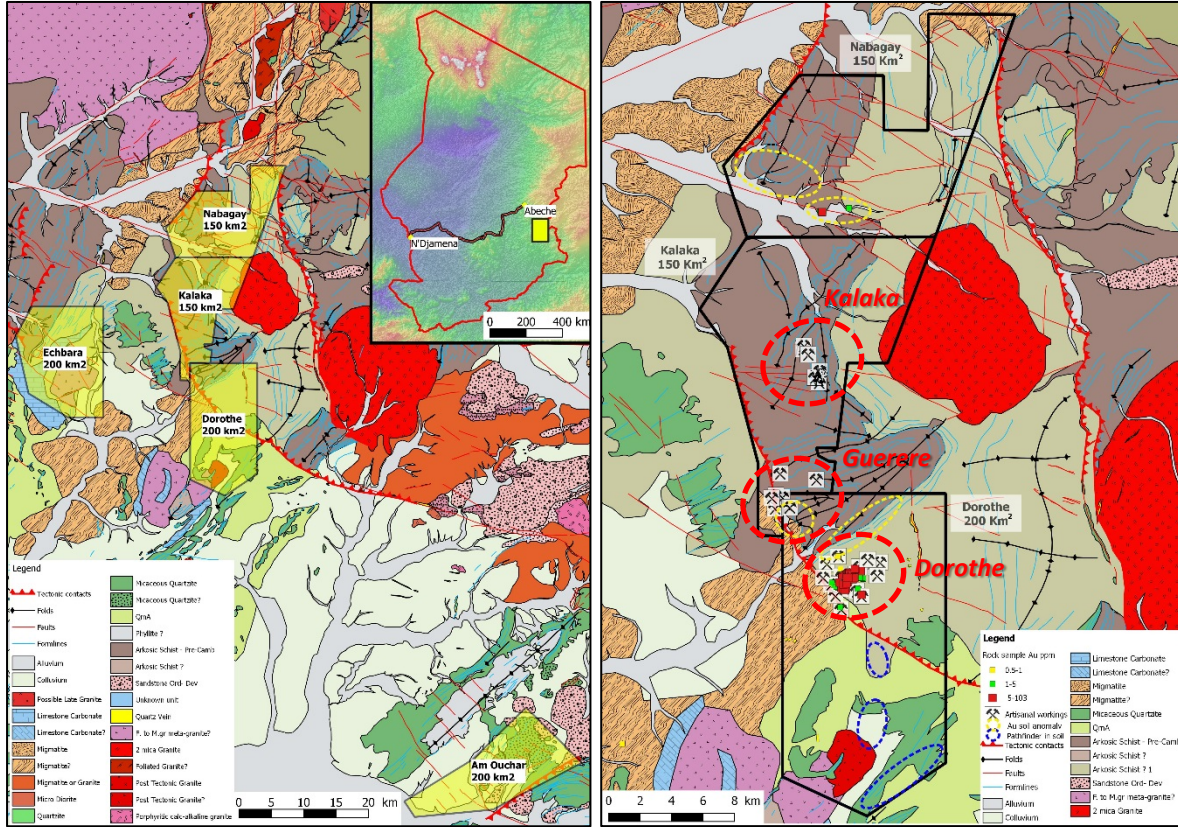 Nabagay
150 km2
Kalaka
150 km2
Echbara
200 km2
Dorothe
200 km2
Am Ouchar
200 km2
Abeche
N'Djamena
0 200 400 km
Legend
Tectonic contacts
Folds
Faults
Formlines
Alluvium
Colluvium
Possible Late Granite
Limestone Carbonate
Limestone Carbonate?
Migmatite
Migmatite?
Migmatite or Granite
Micro Diorite
Quartzite
Micaceous Quartzite
Micaceous Quartzite?
QmA
Phyllite ?
Arkosic Schist - Pre-Camb
Arkosic Schist ?
Sandstone Ord- Dev
Unknown unit
Quartz Vein
F. to M.gr meta-granite?
2 mica Granite
Foliated Granite?
Post Tectonic Granite
Post Tectonic Granite?
Porphyritic calc-alkaline granite
0 5 10 15 20 km
Nabagay
150 Km2
Kalaka
150 Km2
Kalaka
Guerere
Dorothe
200 Km2
Dorothe
0 2 4 6 8 km
Legend
Rock sample Au ppm
0.5-1
1-5
5-103
Artisanal workings
Au soil anomaly
Pathfinder in soil
Tectonic contacts
Folds
Faults
Formlines
Alluvium
Colluvium
Limestone Carbonate
Limestone Carbonate?
Migmatite
Migmatite?
Micaceous Quartzite
QmA
Arkosic Schist - Pre-Camb
Arkosic Schist ?
Arkosic Schist ? 1
Sandstone Ord- Dev
F. to M.gr meta-granite?
2 mica Granite